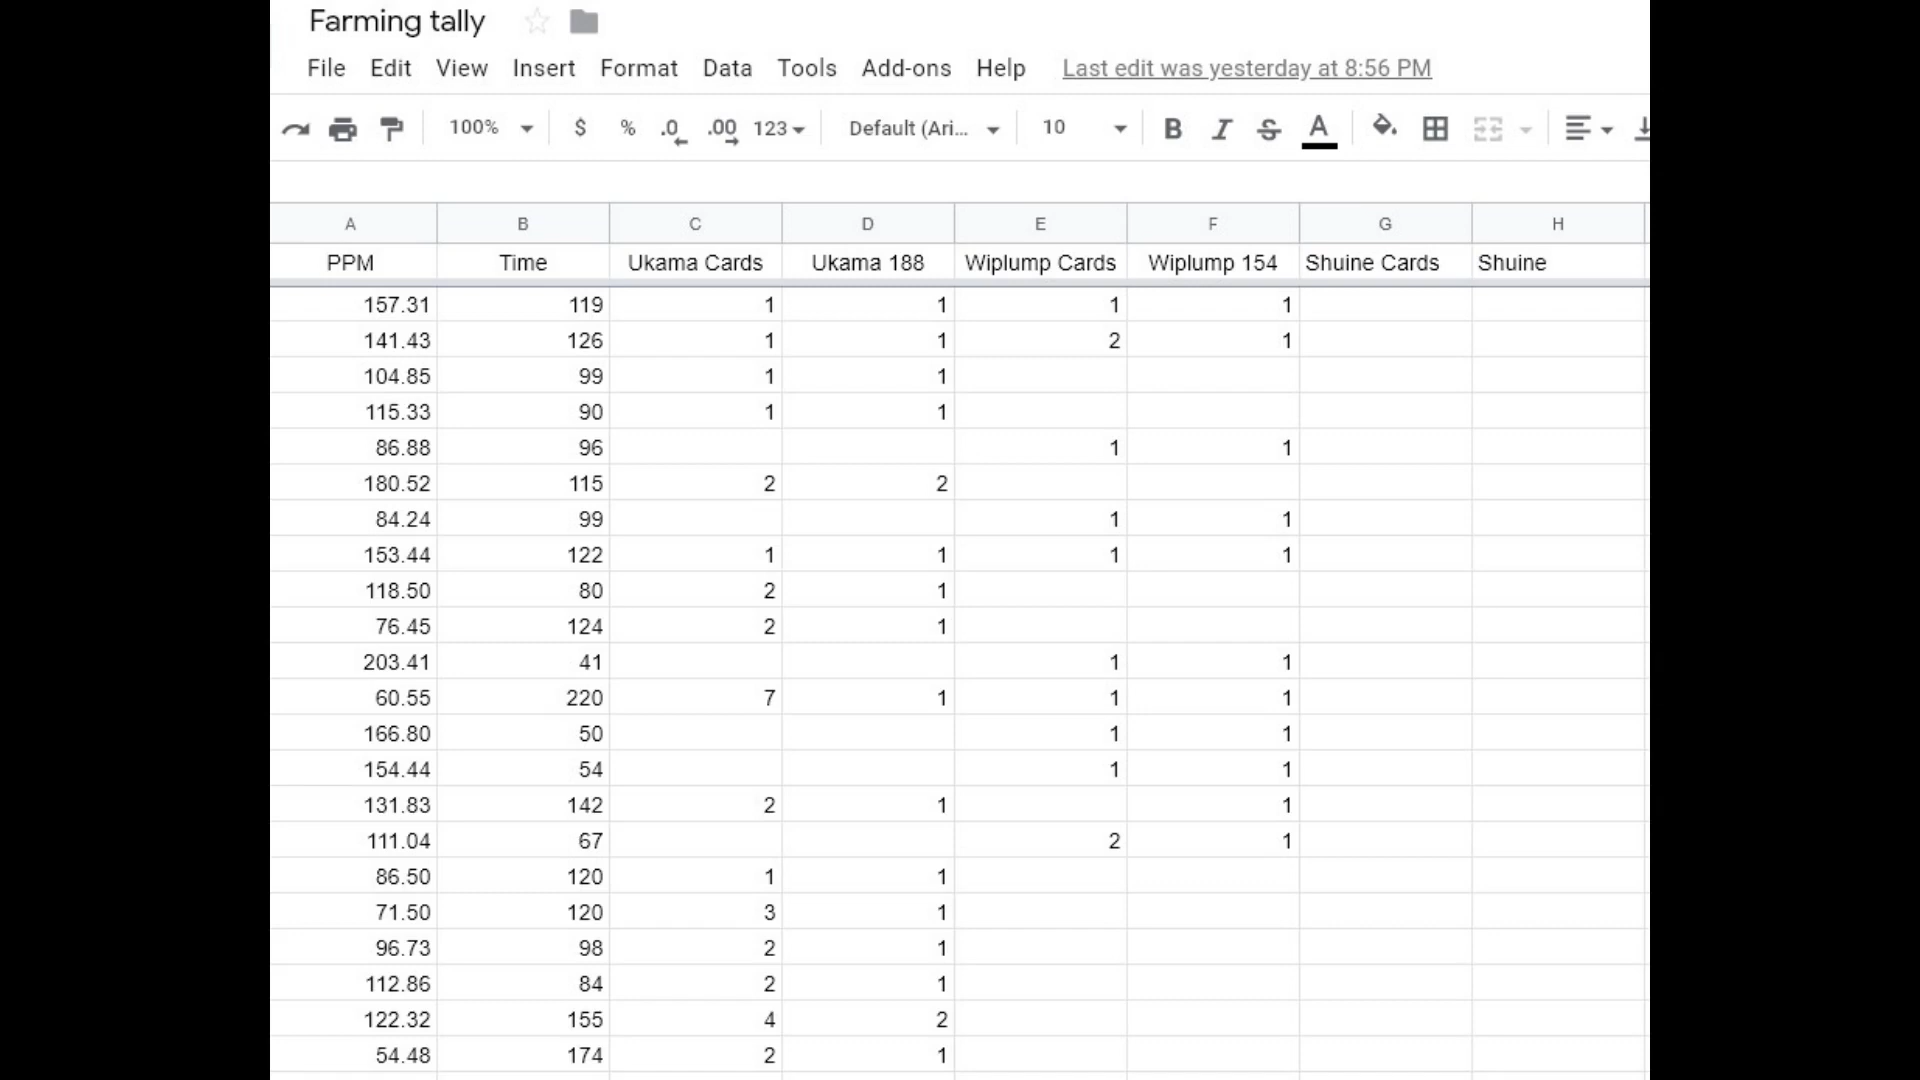 Farming tally
File Edit View Insert Format Data Tools Add-ons Help Last edit was yesterday at 8:56 PM
100% $ % .0 .00 123 Default (Ari... 10 B I S A
A B C D E F G H
PPM Time Ukama Cards Ukama 188 Wiplump Cards Wiplump 154 Shuine Cards Shuine
157.31 119 1 1 1 1
141.43 126 1 1 2 1
104.85 99 1 1
115.33 90 1 1
86.88 96 1 1
180.52 115 2 2
84.24 99 1 1
153.44 122 1 1 1 1
118.50 80 2 1
76.45 124 2 1
203.41 41 1 1
60.55 220 7 1 1 1
166.80 50 1 1
154.44 54 1 1
131.83 142 2 1 1
111.04 67 2 1
86.50 120 1 1
71.50 120 3 1
96.73 98 2 1
112.86 84 2 1
122.32 155 4 2
54.48 174 2 1